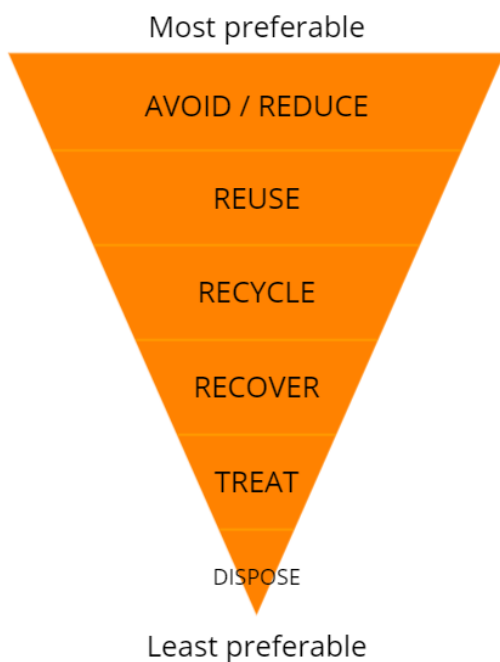 Most preferable
AVOID / REDUCE
REUSE
RECYCLE
RECOVER
TREAT
DISPOSE
Least preferable